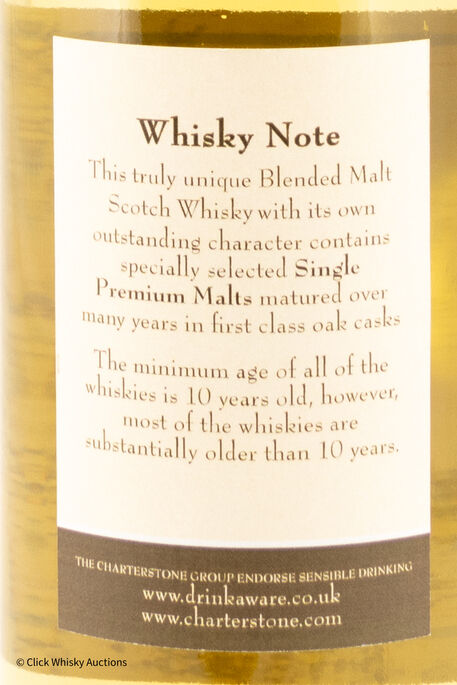 Whisky Note
This truly unique Blended Malt
Scotch Whisky with its own
outstanding character contains
specially selected Single
Premium Malts matured over
many years in first class oak casks
The minimum age of all of the
whiskies is 10 years old, however,
most of the whiskies are
substantially older than 10 years.
THE CHARTERSTONE GROUP ENDORSE SENSIBLE DRINKING
www.drinkaware.co.uk
www.charterstone.com
© Click Whisky Auctions